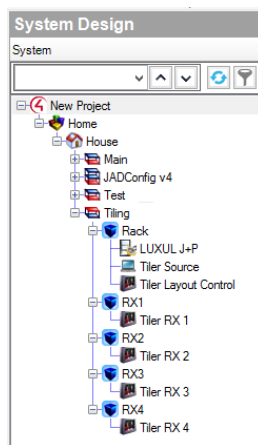 System Design
System
New Project
Home
House
Main
JADConfig v4
Test
Tiling
Rack
LUXUL J+P
Tiler Source
Tiler Layout Control
RX1
Tiler RX 1
RX2
Tiler RX 2
RX3
Tiler RX 3
RX4
Tiler RX 4